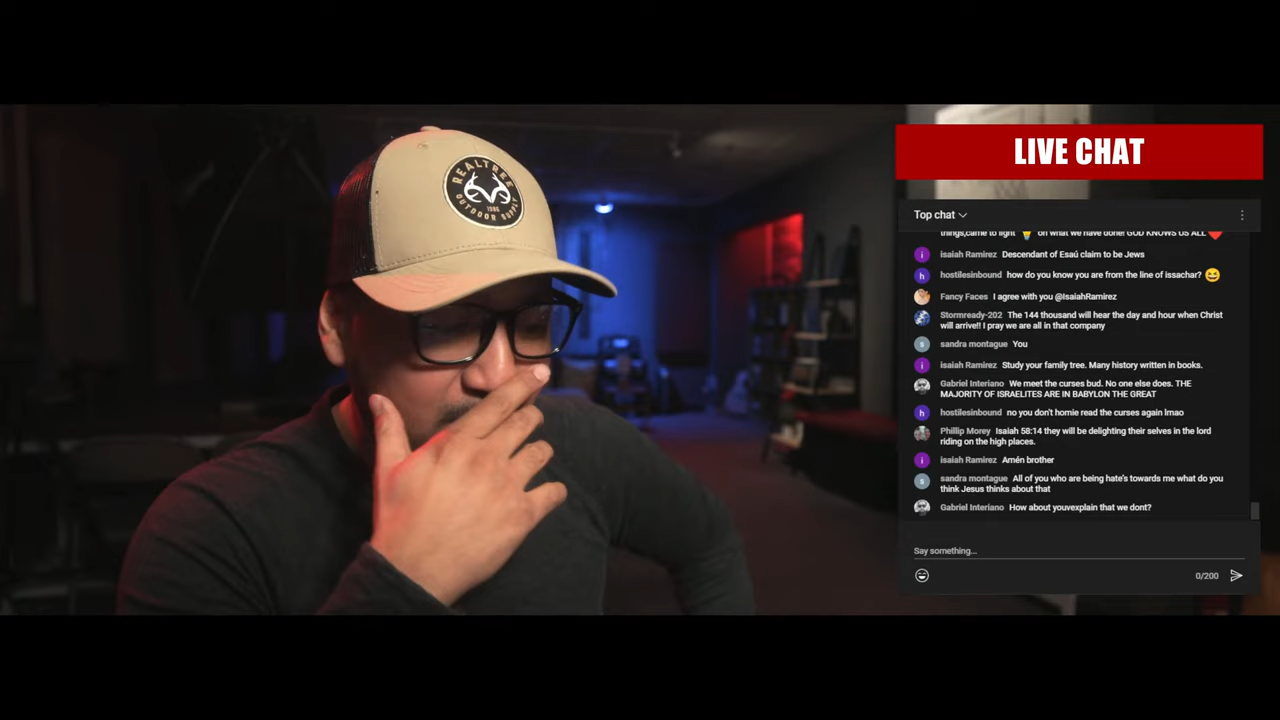 REALTREE
1986
OUTDOOR SUPPLY
LIVE CHAT
Top chat
things,came to light on what we have done! GOD KNOWS US ALL
i isaiah Ramirez Descendant of Esaú claim to be Jews
h hostilesinbound how do you know you are from the line of issachar?
Fancy Faces I agree with you @IsaiahRamirez
Stormready-202 The 144 thousand will hear the day and hour when Christ
will arrive!! I pray we are all in that company
s sandra montague You
i isaiah Ramirez Study your family tree. Many history written in books.
Gabriel Interiano We meet the curses bud. No one else does. THE
MAJORITY OF ISRAELITES ARE IN BABYLON THE GREAT
h hostilesinbound no you don't homie read the curses again lmao
Phillip Morey Isaiah 58:14 they will be delighting their selves in the lord
riding on the high places.
i isaiah Ramirez Amén brother
s sandra montague All of you who are being hate's towards me what do you
think Jesus thinks about that
Gabriel Interiano How about youvexplain that we dont?
Say something...
0/200